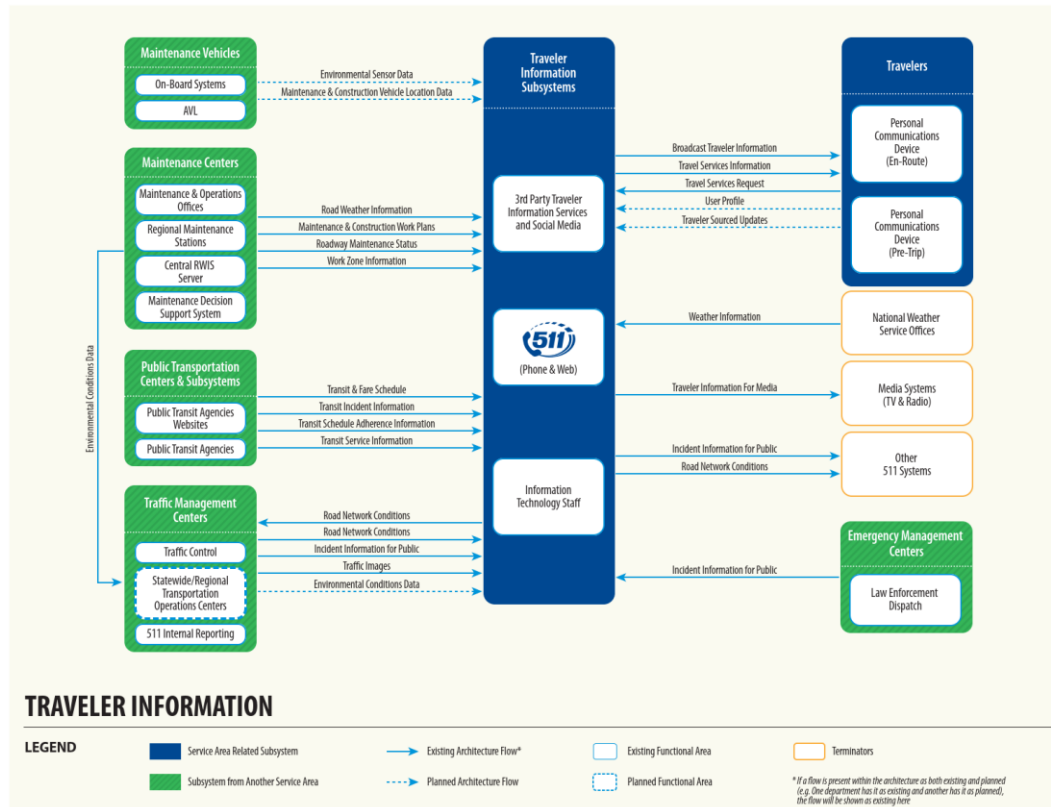 Maintenance Vehicles
On-Board Systems
AVL
Environmental Sensor Data
Maintenance & Construction Vehicle Location Data
Maintenance Centers
Maintenance & Operations
Offices
Regional Maintenance
Stations
Central RWIS
Server
Maintenance Decision
Support System
Road Weather Information
Maintenance & Construction Work Plans
Roadway Maintenance Status
Work Zone Information
Environmental Conditions Data
Public Transportation
Centers & Subsystems
Public Transit Agencies
Websites
Public Transit Agencies
Transit & Fare Schedule
Transit Incident Information
Transit Schedule Adherence Information
Transit Service Information
Traffic Management
Centers
Traffic Control
Statewide/Regional
Transportation
Operations Centers
511 Internal Reporting
Road Network Conditions
Road Network Conditions
Incident Information for Public
Traffic Images
Environmental Conditions Data
Traveler
Information
Subsystems
3rd Party Traveler
Information Services
and Social Media
511
(Phone & Web)
Information
Technology Staff
Broadcast Traveler Information
Travel Services Information
Travel Services Request
User Profile
Traveler Sourced Updates
Weather Information
Traveler Information For Media
Incident Information for Public
Road Network Conditions
Incident Information for Public
Travelers
Personal
Communications
Device
(En-Route)
Personal
Communications
Device
(Pre-Trip)
National Weather
Service Offices
Media Systems
(TV & Radio)
Other
511 Systems
Emergency Management
Centers
Law Enforcement
Dispatch
TRAVELER INFORMATION
LEGEND
Service Area Related Subsystem
Subsystem from Another Service Area
Existing Architecture Flow*
Planned Architecture Flow
Existing Functional Area
Planned Functional Area
Terminators
* If a flow is present within the architecture as both existing and planned
(e.g. One department has it as existing and another has it as planned),
the flow will be shown as existing here